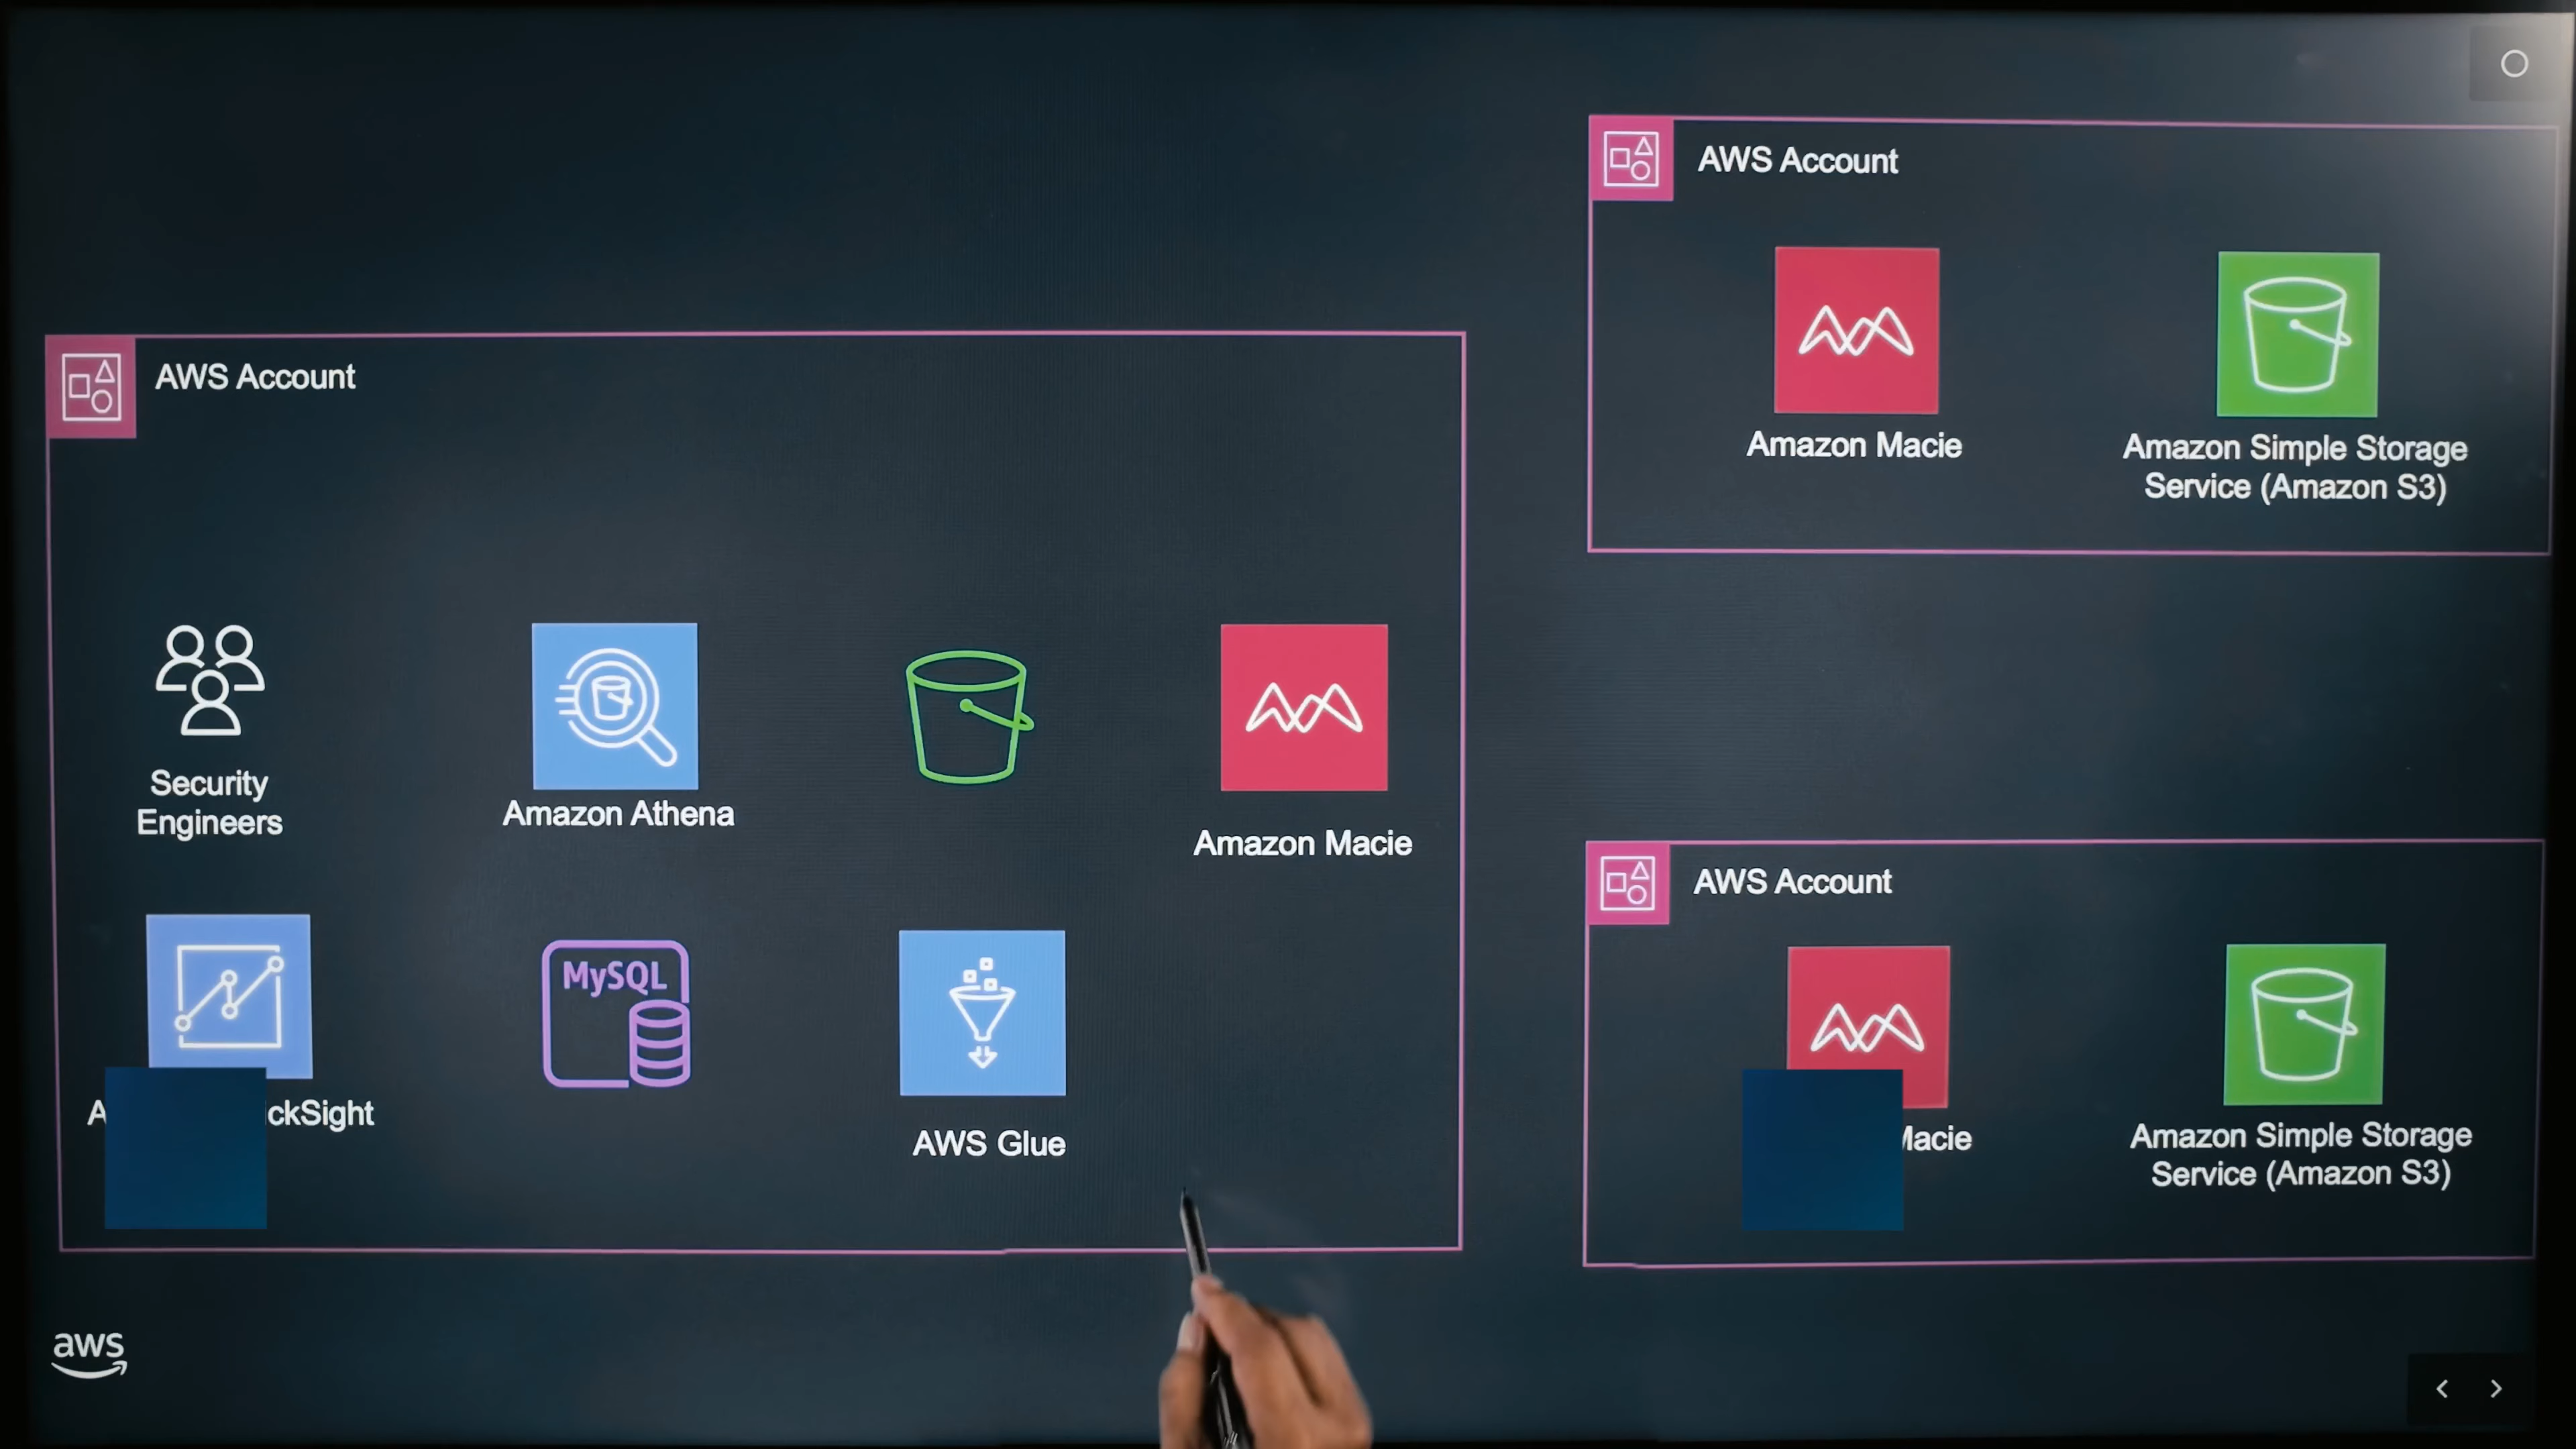 AWS Account
Amazon Macie
Amazon Simple Storage
Service (Amazon S3)
AWS Account
Security
Engineers
Amazon Athena
Amazon Macie
MySQL
ckSight
AWS Glue
AWS Account
Macie
Amazon Simple Storage
Service (Amazon S3)
aws